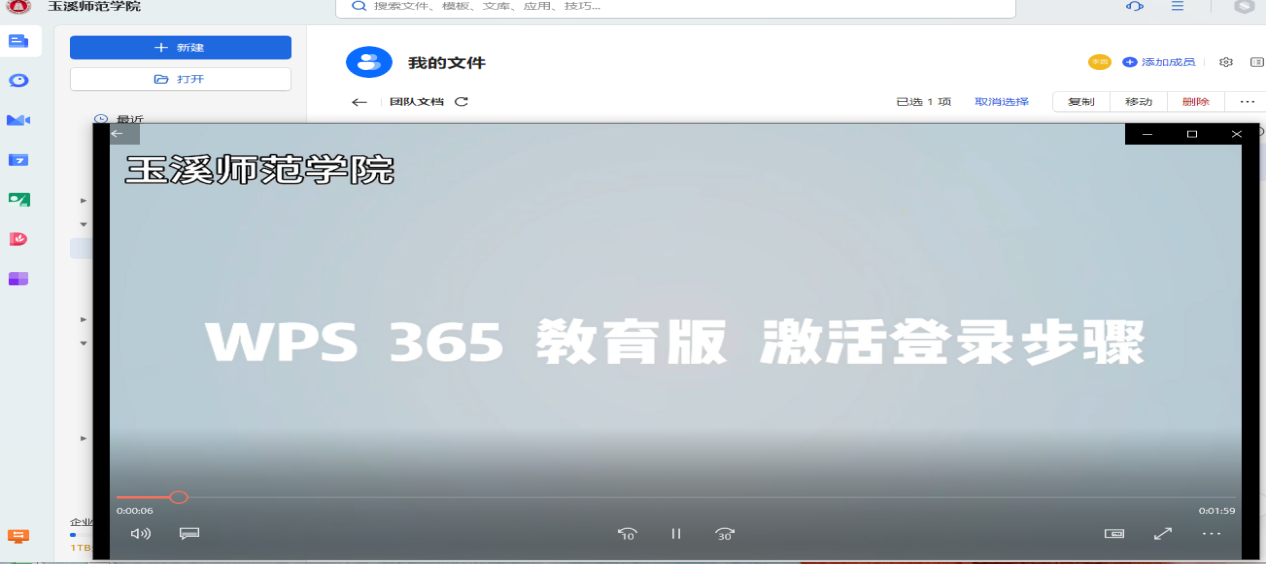 玉溪师范学院
搜索文件、模板、文库、应用、技巧...
新建
打开
我的文件
添加成员
团队文档
已选 1 项
取消选择
复制
移动
删除
最近
玉溪师范学院
WPS 365 教育版 激活登录步骤
0:00:06
0:01:59
10
30
企业
1TB